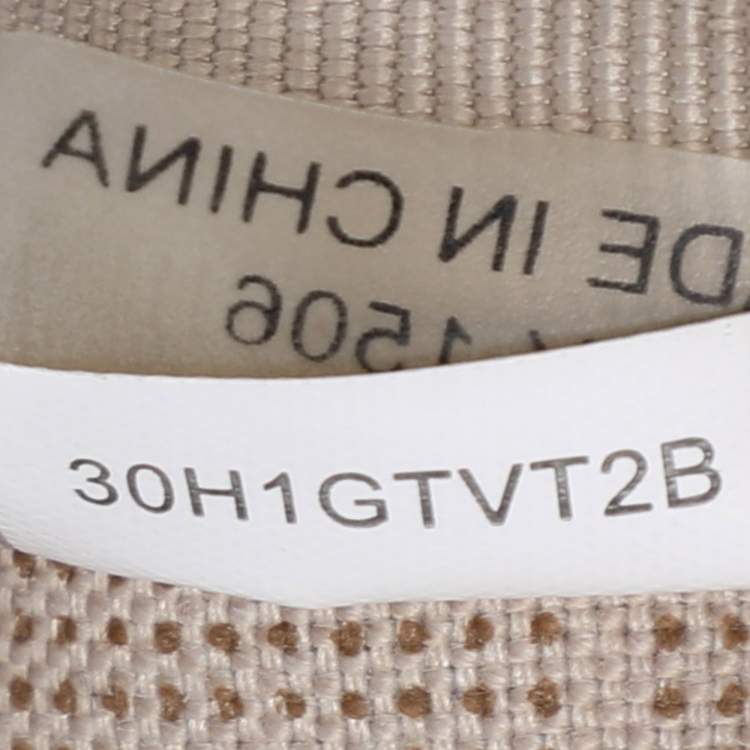 DE IN CHINA
1506
30H1GTVT2B